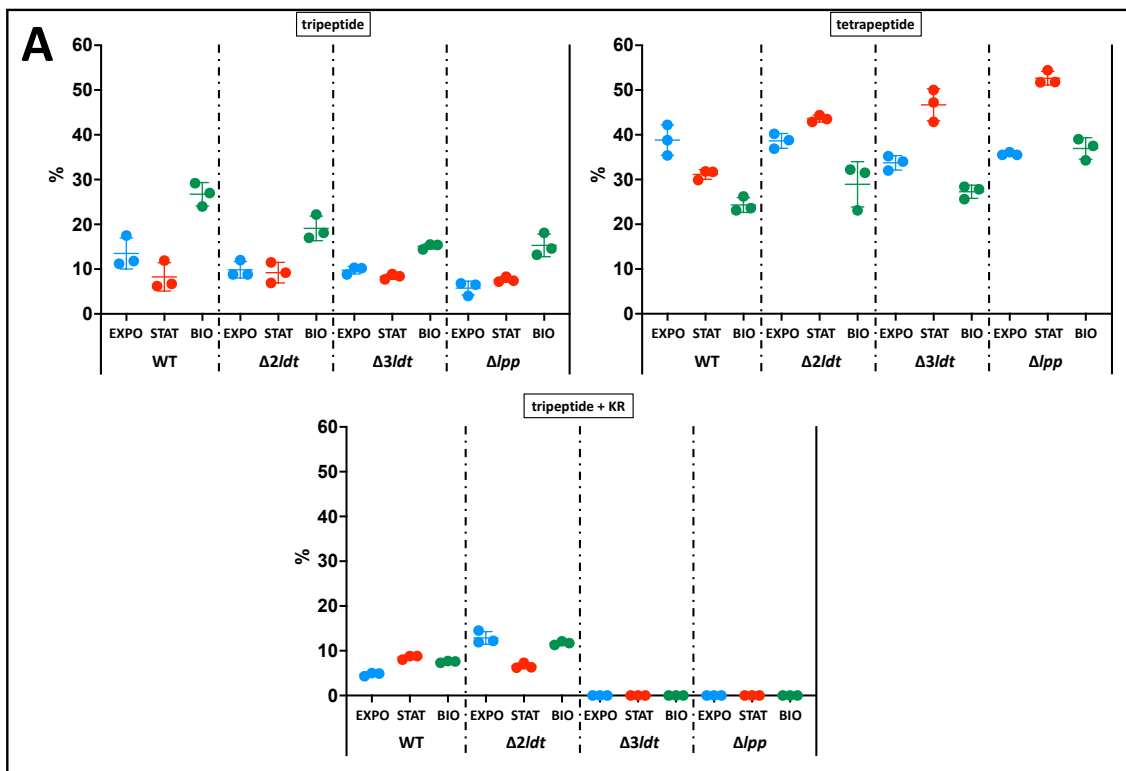 A
tripeptide
60
50
40
30
20
10
0
%
EXPO STAT BIO EXPO STAT BIO EXPO STAT BIO EXPO STAT BIO
WT Δ2ldt Δ3ldt Δlpp
tetrapeptide
60
50
40
30
20
10
0
%
EXPO STAT BIO EXPO STAT BIO EXPO STAT BIO EXPO STAT BIO
WT Δ2ldt Δ3ldt Δlpp
tripeptide + KR
60
50
40
30
20
10
0
%
EXPO STAT BIO EXPO STAT BIO EXPO STAT BIO EXPO STAT BIO
WT Δ2ldt Δ3ldt Δlpp